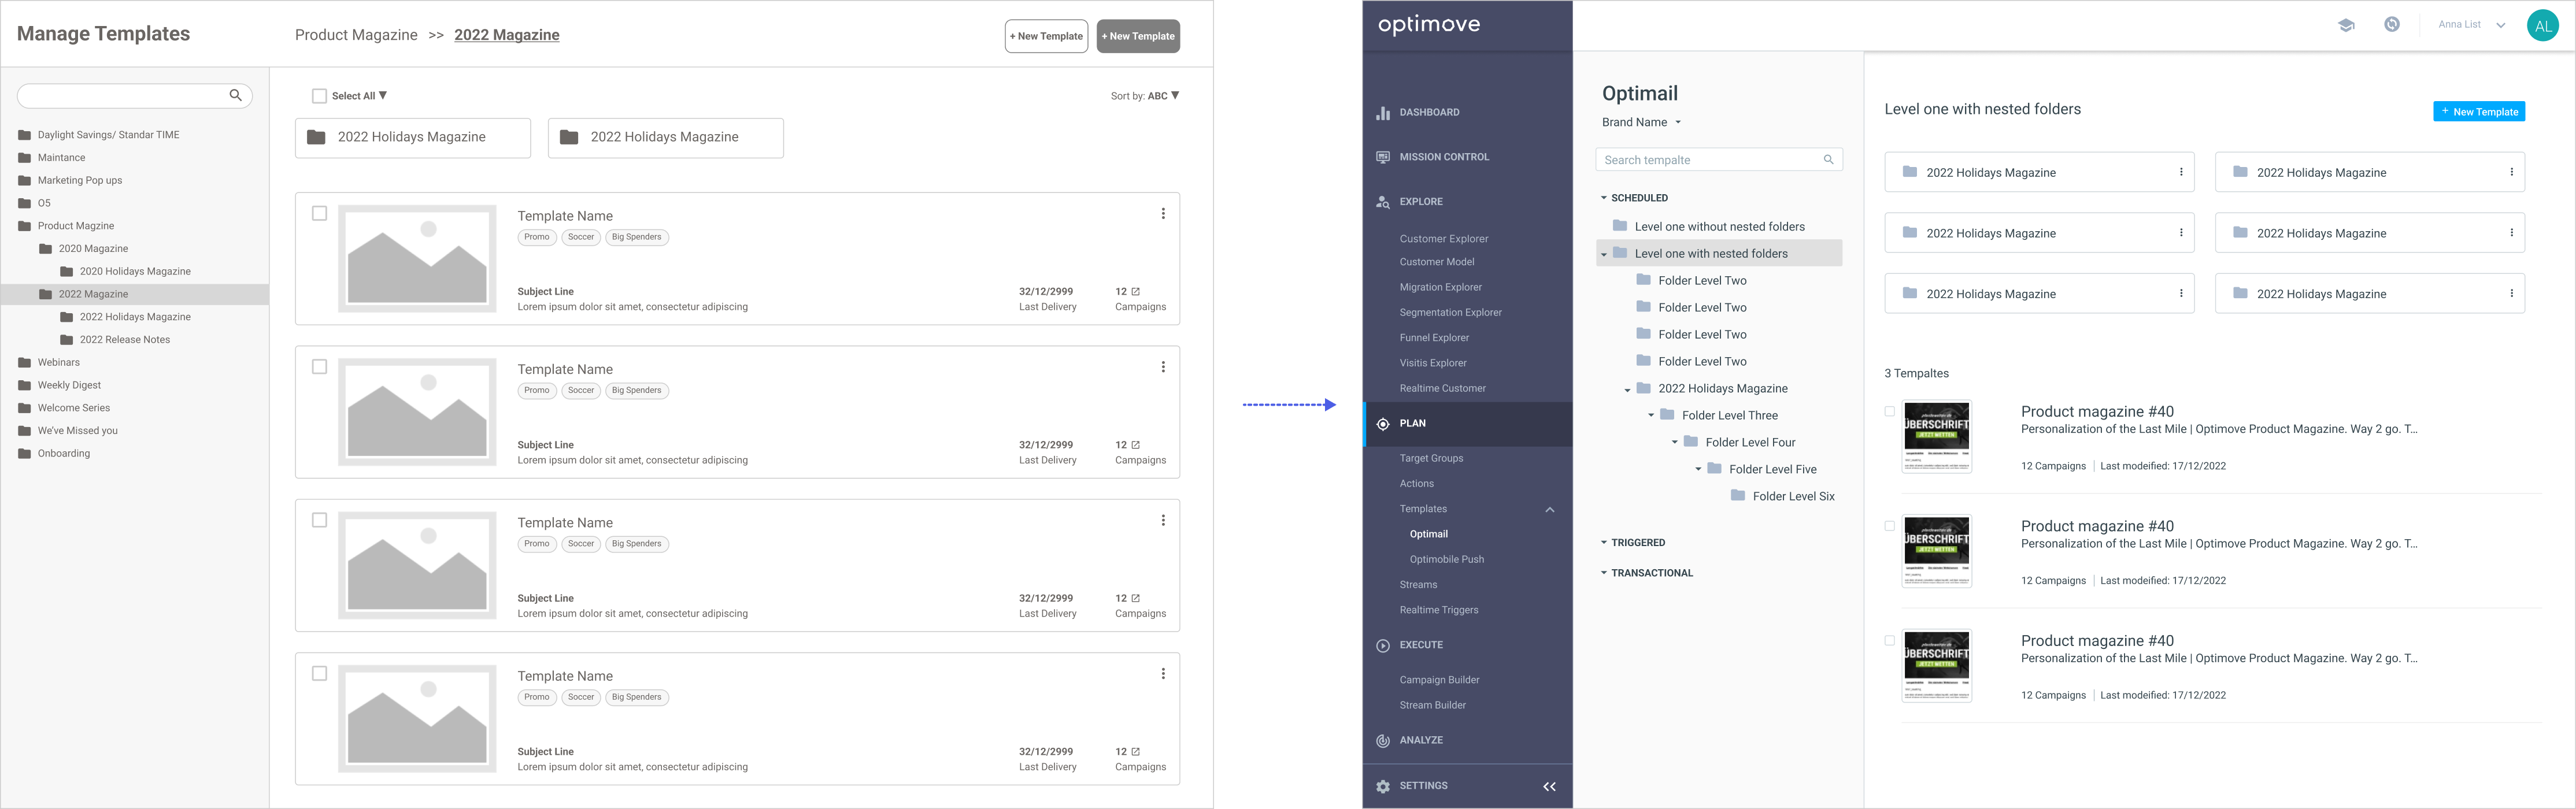 Manage Templates
Product Magazine >> 2022 Magazine
+ New Template
+ New Template
Daylight Savings/ Standar TIME
Maintance
Marketing Pop ups
O5
Product Magzine
2020 Magazine
2020 Holidays Magazine
2022 Magazine
2022 Holidays Magazine
2022 Release Notes
Webinars
Weekly Digest
Welcome Series
We've Missed you
Onboarding
Select All
Sort by: ABC
2022 Holidays Magazine
2022 Holidays Magazine
Template Name
Promo Soccer Big Spenders
Subject Line
Lorem ipsum dolor sit amet, consectetur adipiscing
32/12/2999
Last Delivery
12
Campaigns
Template Name
Promo Soccer Big Spenders
Subject Line
Lorem ipsum dolor sit amet, consectetur adipiscing
32/12/2999
Last Delivery
12
Campaigns
Template Name
Promo Soccer Big Spenders
Subject Line
Lorem ipsum dolor sit amet, consectetur adipiscing
32/12/2999
Last Delivery
12
Campaigns
Template Name
Promo Soccer Big Spenders
Subject Line
Lorem ipsum dolor sit amet, consectetur adipiscing
32/12/2999
Last Delivery
12
Campaigns
optimove
DASHBOARD
MISSION CONTROL
EXPLORE
Customer Explorer
Customer Model
Migration Explorer
Segmentation Explorer
Funnel Explorer
Visitis Explorer
Realtime Customer
PLAN
Target Groups
Actions
Templates
Optimail
Optimobile Push
Streams
Realtime Triggers
EXECUTE
Campaign Builder
Stream Builder
ANALYZE
SETTINGS
Anna List
AL
Optimail
Brand Name
Search tempalte
SCHEDULED
Level one without nested folders
Level one with nested folders
Folder Level Two
Folder Level Two
Folder Level Two
Folder Level Two
2022 Holidays Magazine
Folder Level Three
Folder Level Four
Folder Level Five
Folder Level Six
TRIGGERED
TRANSACTIONAL
Level one with nested folders
+ New Template
2022 Holidays Magazine
2022 Holidays Magazine
2022 Holidays Magazine
2022 Holidays Magazine
2022 Holidays Magazine
2022 Holidays Magazine
3 Tempaltes
ÜBERSCHRIFT
JETZT WETTEN
Product magazine #40
Personalization of the Last Mile | Optimove Product Magazine. Way 2 go. T...
12 Campaigns | Last modeified: 17/12/2022
ÜBERSCHRIFT
JETZT WETTEN
Product magazine #40
Personalization of the Last Mile | Optimove Product Magazine. Way 2 go. T...
12 Campaigns | Last modeified: 17/12/2022
ÜBERSCHRIFT
JETZT WETTEN
Product magazine #40
Personalization of the Last Mile | Optimove Product Magazine. Way 2 go. T...
12 Campaigns | Last modeified: 17/12/2022